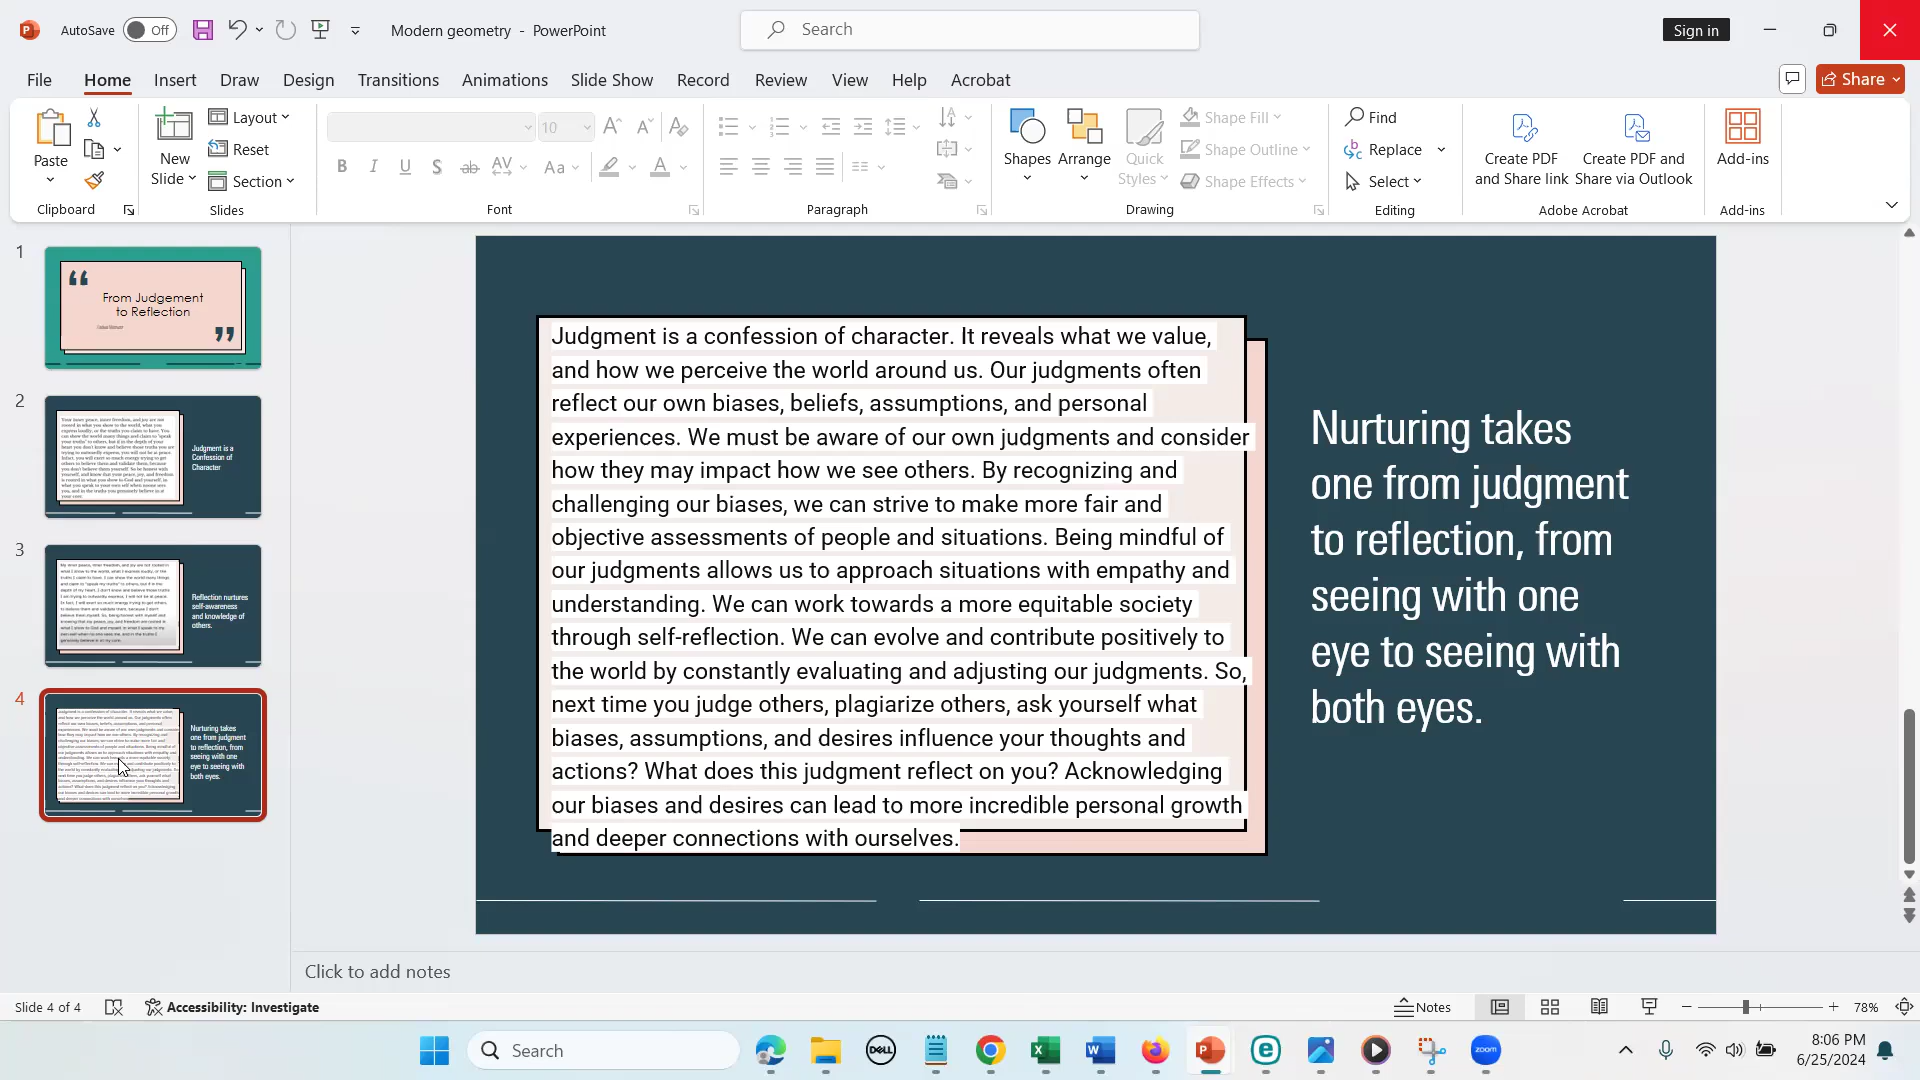 AutoSave Off Modern geometry - PowerPoint Search Sign in
File Home Insert Draw Design Transitions Animations Slide Show Record Review View Help Acrobat Share
Paste
New Slide
Layout
Reset
Section
10
Shapes Arrange Quick Styles
Shape Fill
Shape Outline
Shape Effects
Find
Replace
Select
Create PDF and Share link
Create PDF and Share via Outlook
Add-ins
Clipboard Slides Font Paragraph Drawing Editing Adobe Acrobat Add-ins
1
From Judgement
to Reflection
2
Judgment is a
Confession of
Character
3
Reflection nurtures
self-awareness
and knowledge of
others.
4
Nurturing takes
one from judgment
to reflection, from
seeing with one
eye to seeing with
both eyes.
Judgment is a confession of character. It reveals what we value,
and how we perceive the world around us. Our judgments often
reflect our own biases, beliefs, assumptions, and personal
experiences. We must be aware of our own judgments and consider
how they may impact how we see others. By recognizing and
challenging our biases, we can strive to make more fair and
objective assessments of people and situations. Being mindful of
our judgments allows us to approach situations with empathy and
understanding. We can work towards a more equitable society
through self-reflection. We can evolve and contribute positively to
the world by constantly evaluating and adjusting our judgments. So,
next time you judge others, plagiarize others, ask yourself what
biases, assumptions, and desires influence your thoughts and
actions? What does this judgment reflect on you? Acknowledging
our biases and desires can lead to more incredible personal growth
and deeper connections with ourselves.
Nurturing takes
one from judgment
to reflection, from
seeing with one
eye to seeing with
both eyes.
Click to add notes
Slide 4 of 4 Accessibility: Investigate Notes 78%
Search
DELL
zoom
8:06 PM
6/25/2024